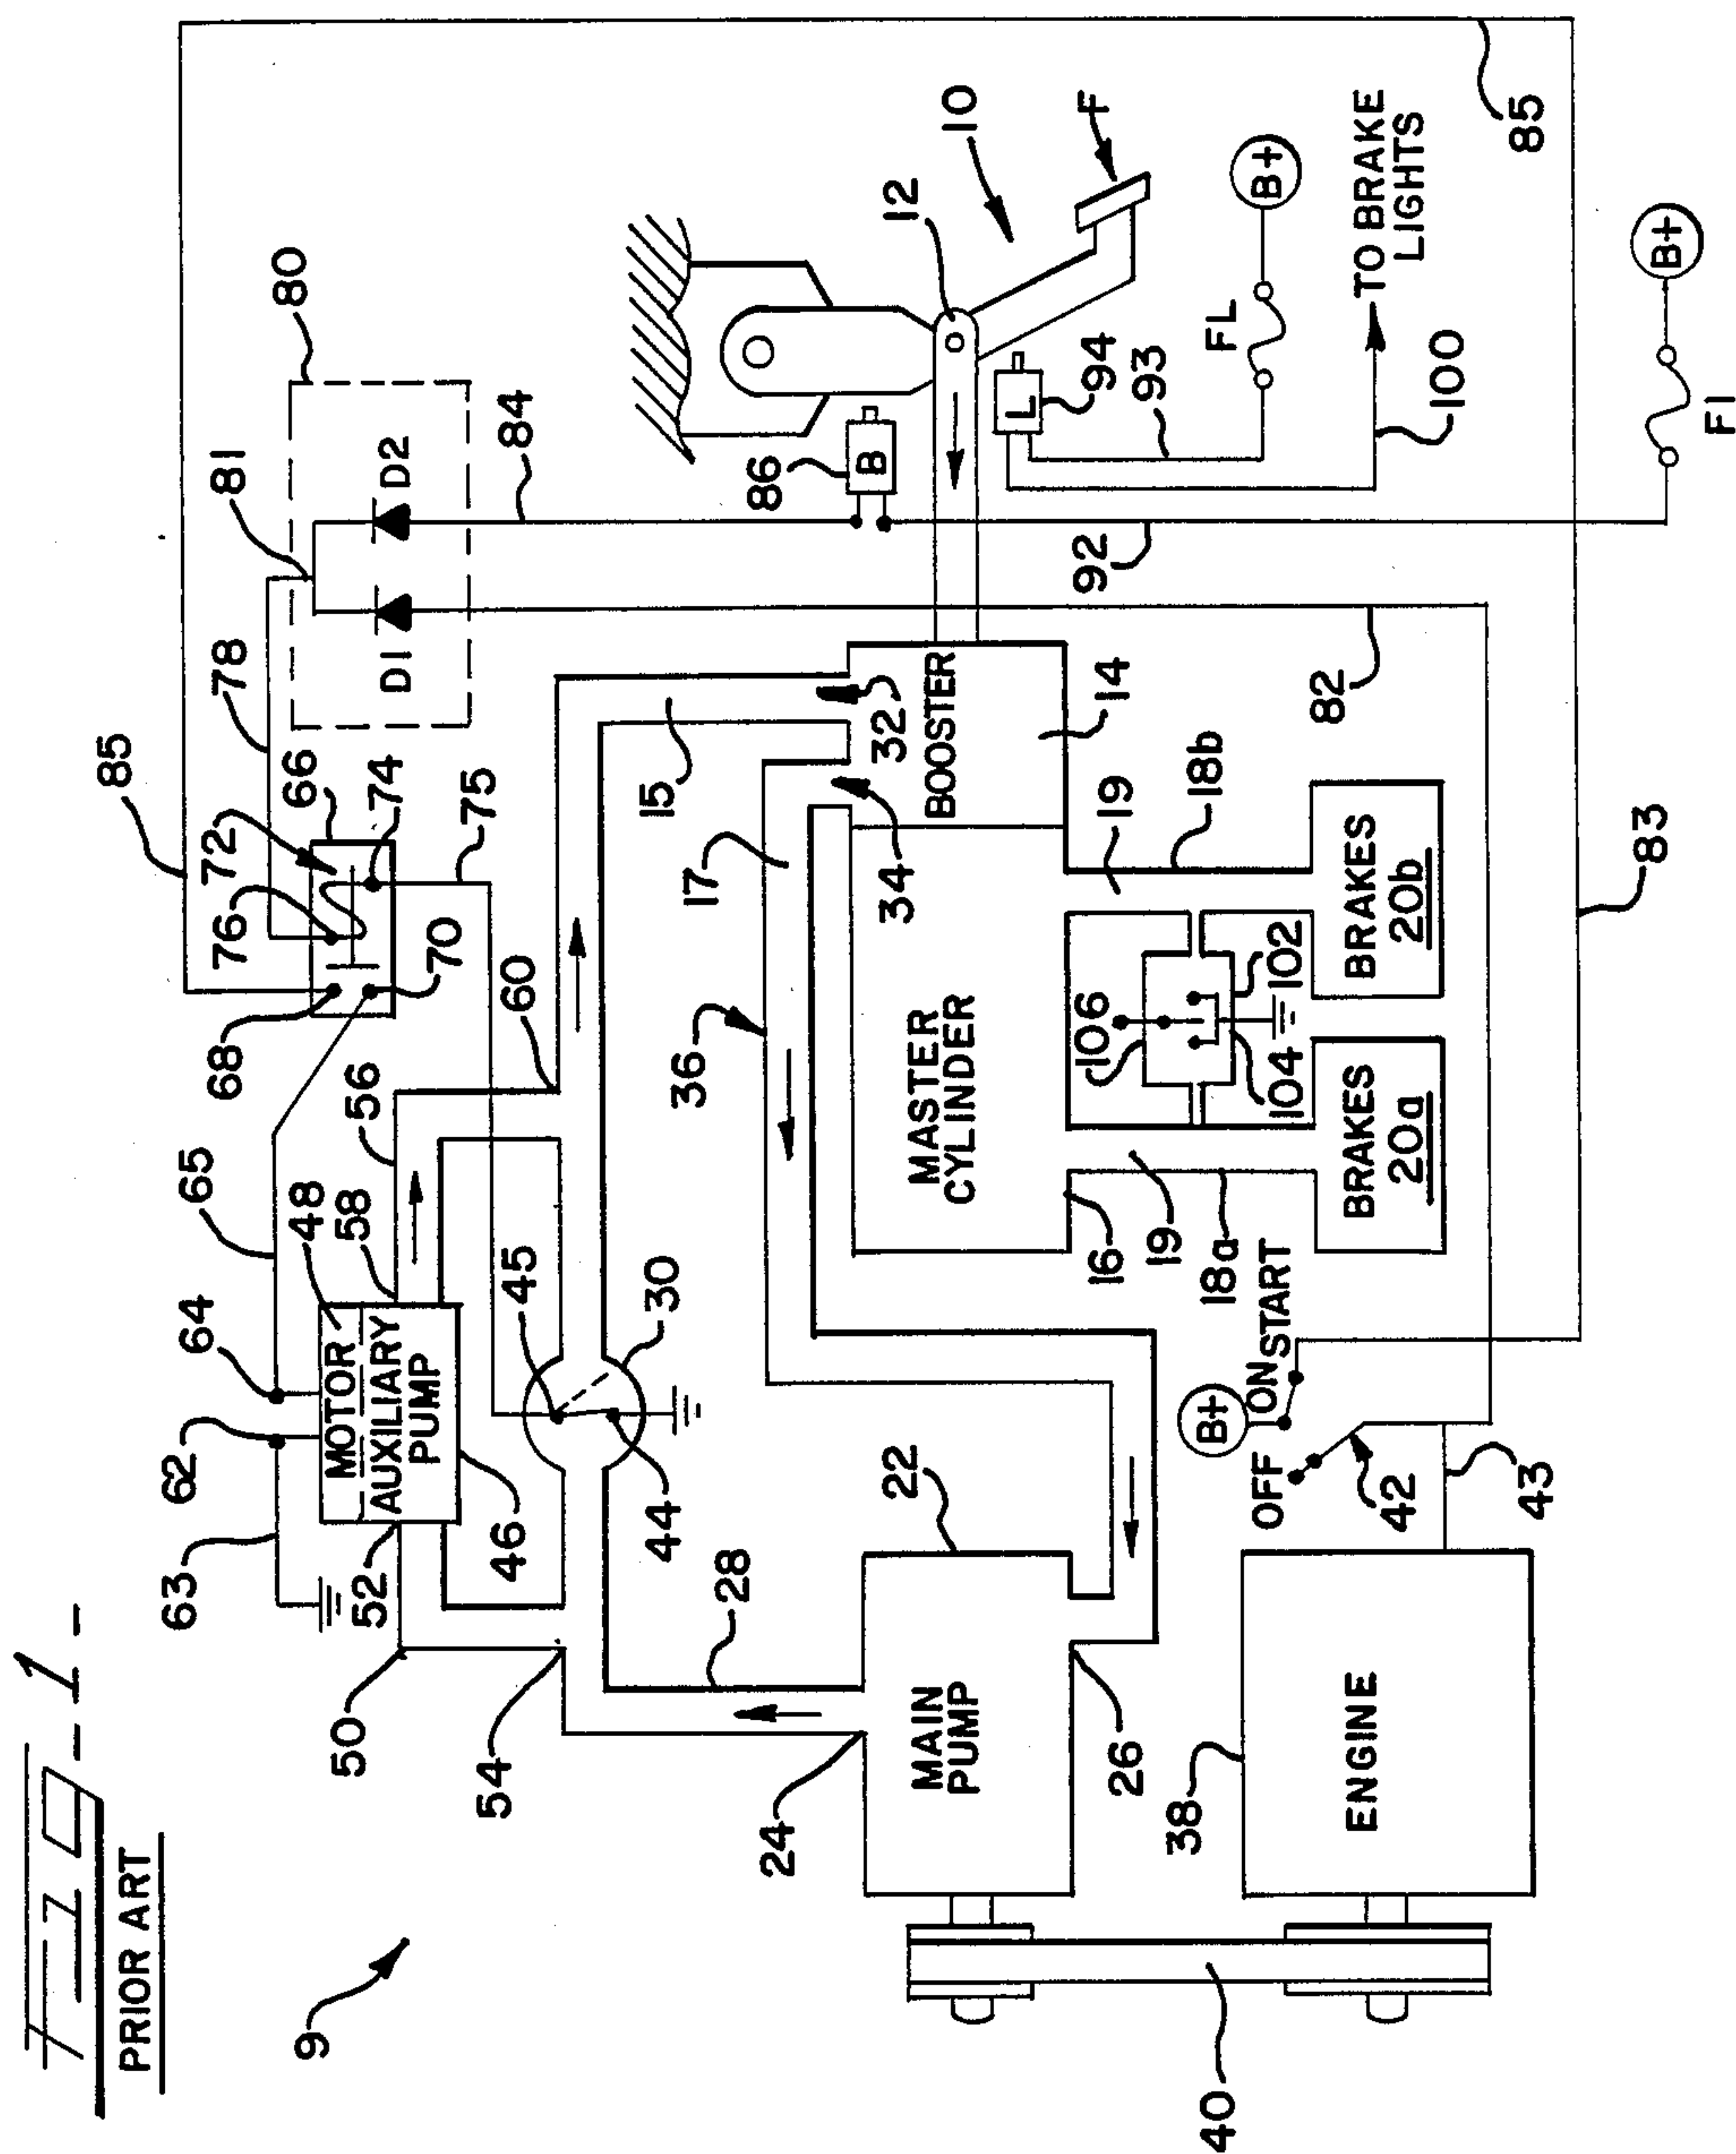 Fig-1-
PRIOR ART
9
85
80
81
78
66
72
76
74
75
68
70
D1
D2
84
86
B
12
10
F
L
94
93
FL
B+
100
TO BRAKE
LIGHTS
85
B+
F1
92
82
83
65
64
62
63
48
MOTOR
AUXILIARY
PUMP
58
56
60
52
50
46
45
44
30
54
28
15
17
32
34
36
BOOSTER
14
MASTER
CYLINDER
16
19
19
18a
18b
106
102
104
BRAKES
20a
BRAKES
20b
22
MAIN
PUMP
24
26
B+
OFF
ON
START
42
43
38
ENGINE
40